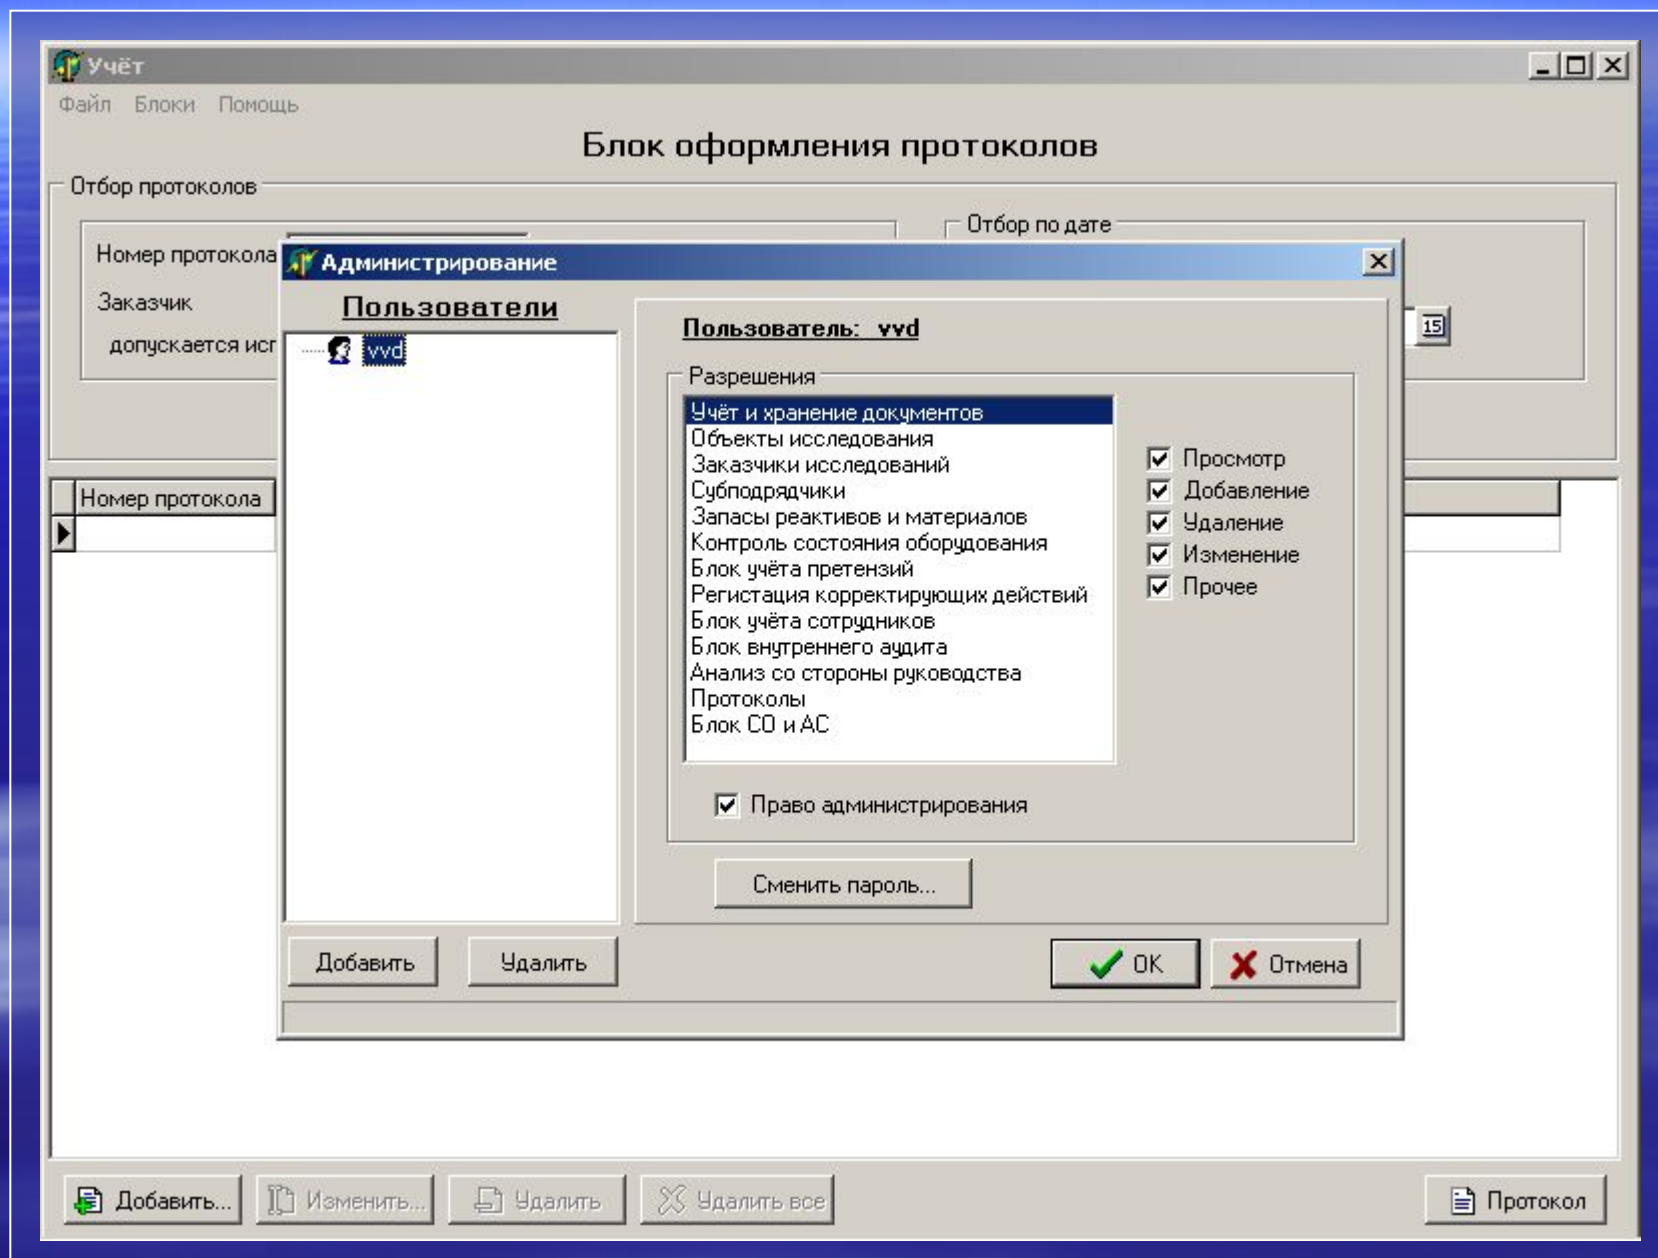 Учёт
Файл Блоки Помощь
Блок оформления протоколов
Отбор протоколов
Отбор по дате
Номер протокола
Заказчик
допускается
15
Администрирование
Пользователи
vvd
Пользователь: vvd
Разрешения
Учёт и хранение документов
Объекты исследования
Заказчики исследований
Субподрядчики
Запасы реактивов и материалов
Контроль состояния оборудования
Блок учёта претензий
Регистация корректирующих действий
Блок учёта сотрудников
Блок внутреннего аудита
Анализ со стороны руководства
Протоколы
Блок СО и АС
Просмотр
Добавление
Удаление
Изменение
Прочее
Право администрирования
Сменить пароль...
Добавить Удалить
OK Отмена
Номер протокола
Добавить... Изменить... Удалить Удалить все Протокол